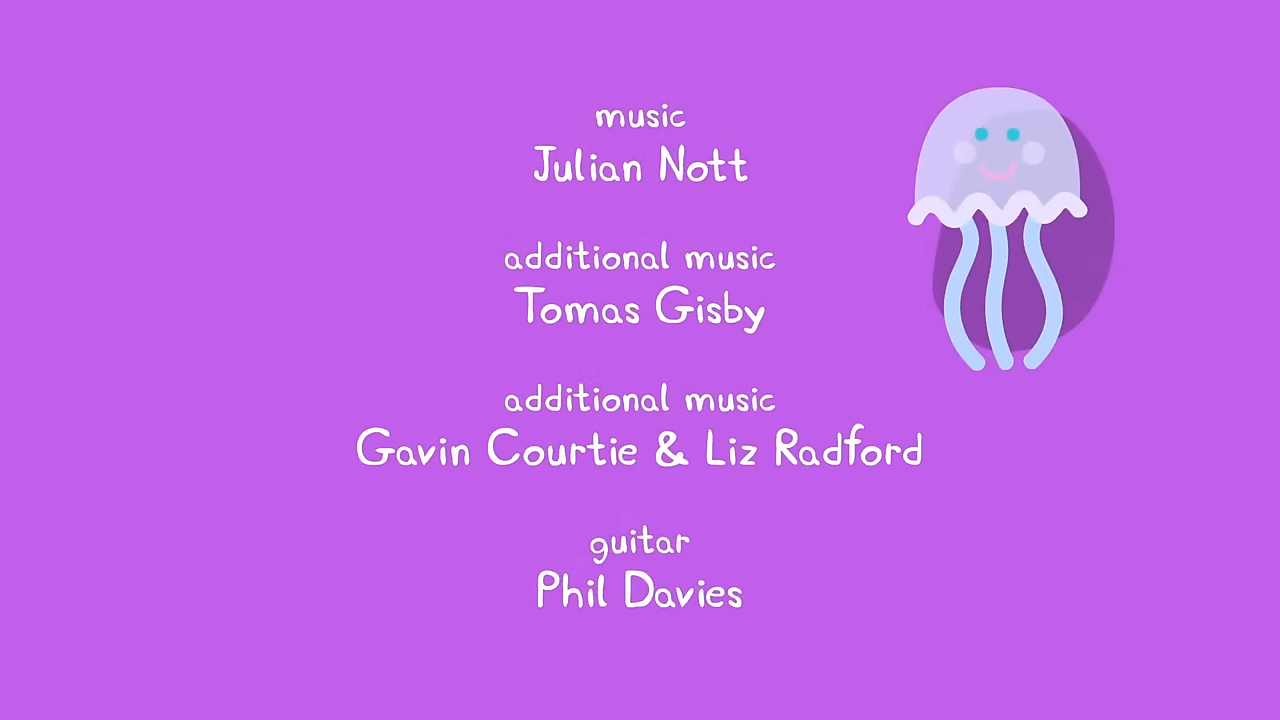 music
Julian Nott
additional music
Tomas Gisby
additional music
Gavin Courtie & Liz Radford
guitar
Phil Davies